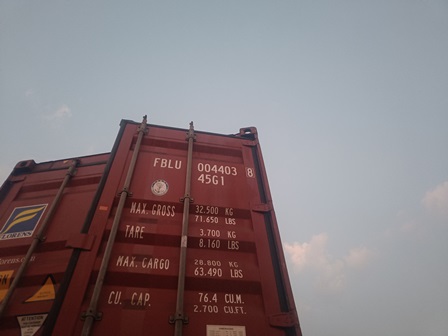 FBLU 004403 8
45G1
MAX. GROSS 32.500 KG
71.650 LBS
TARE 3.700 KG
8.160 LBS
MAX. CARGO 28.800 KG
63.490 LBS
CU. CAP. 76.4 CU.M.
2.700 CU.FT.
ATTENTION